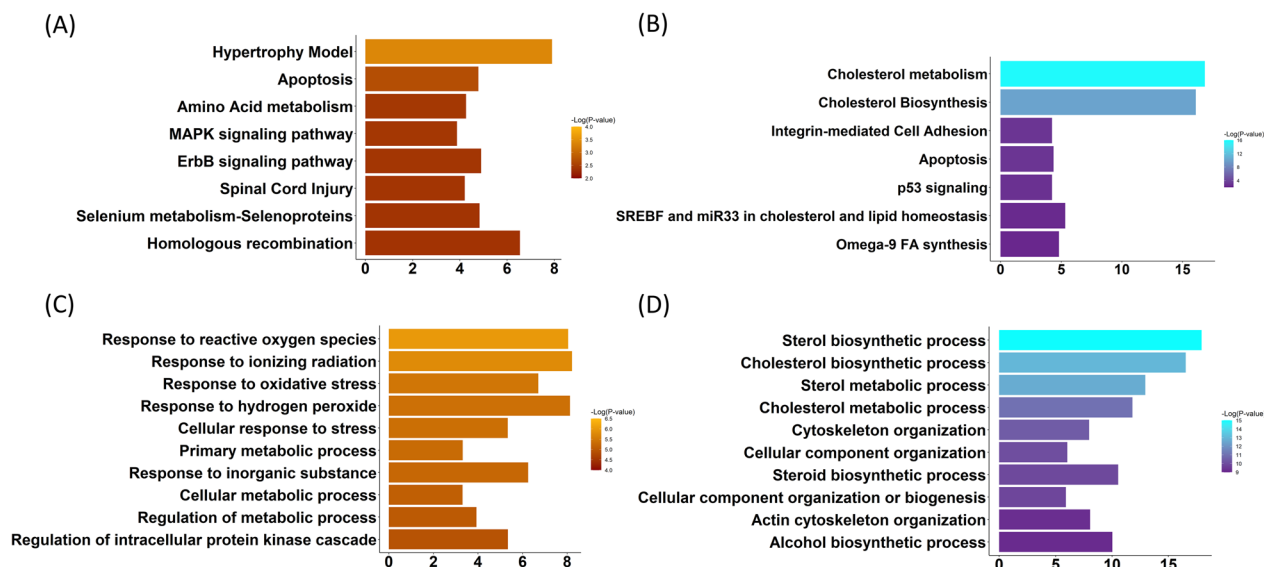 (A)
Hypertrophy Model
Apoptosis
Amino Acid metabolism
MAPK signaling pathway
ErbB signaling pathway
Spinal Cord Injury
Selenium metabolism-Selenoproteins
Homologous recombination
0 2 4 6 8
-Log(P-value)
4.0
3.5
3.0
2.5
2.0
(B)
Cholesterol metabolism
Cholesterol Biosynthesis
Integrin-mediated Cell Adhesion
Apoptosis
p53 signaling
SREBF and miR33 in cholesterol and lipid homeostasis
Omega-9 FA synthesis
0 5 10 15
-Log(P-value)
16
12
8
4
(C)
Response to reactive oxygen species
Response to ionizing radiation
Response to oxidative stress
Response to hydrogen peroxide
Cellular response to stress
Primary metabolic process
Response to inorganic substance
Cellular metabolic process
Regulation of metabolic process
Regulation of intracellular protein kinase cascade
0 2 4 6 8
-Log(P-value)
6.5
6.0
5.5
5.0
4.5
4.0
(D)
Sterol biosynthetic process
Cholesterol biosynthetic process
Sterol metabolic process
Cholesterol metabolic process
Cytoskeleton organization
Cellular component organization
Steroid biosynthetic process
Cellular component organization or biogenesis
Actin cytoskeleton organization
Alcohol biosynthetic process
0 5 10 15
-Log(P-value)
15
14
13
12
11
10
9